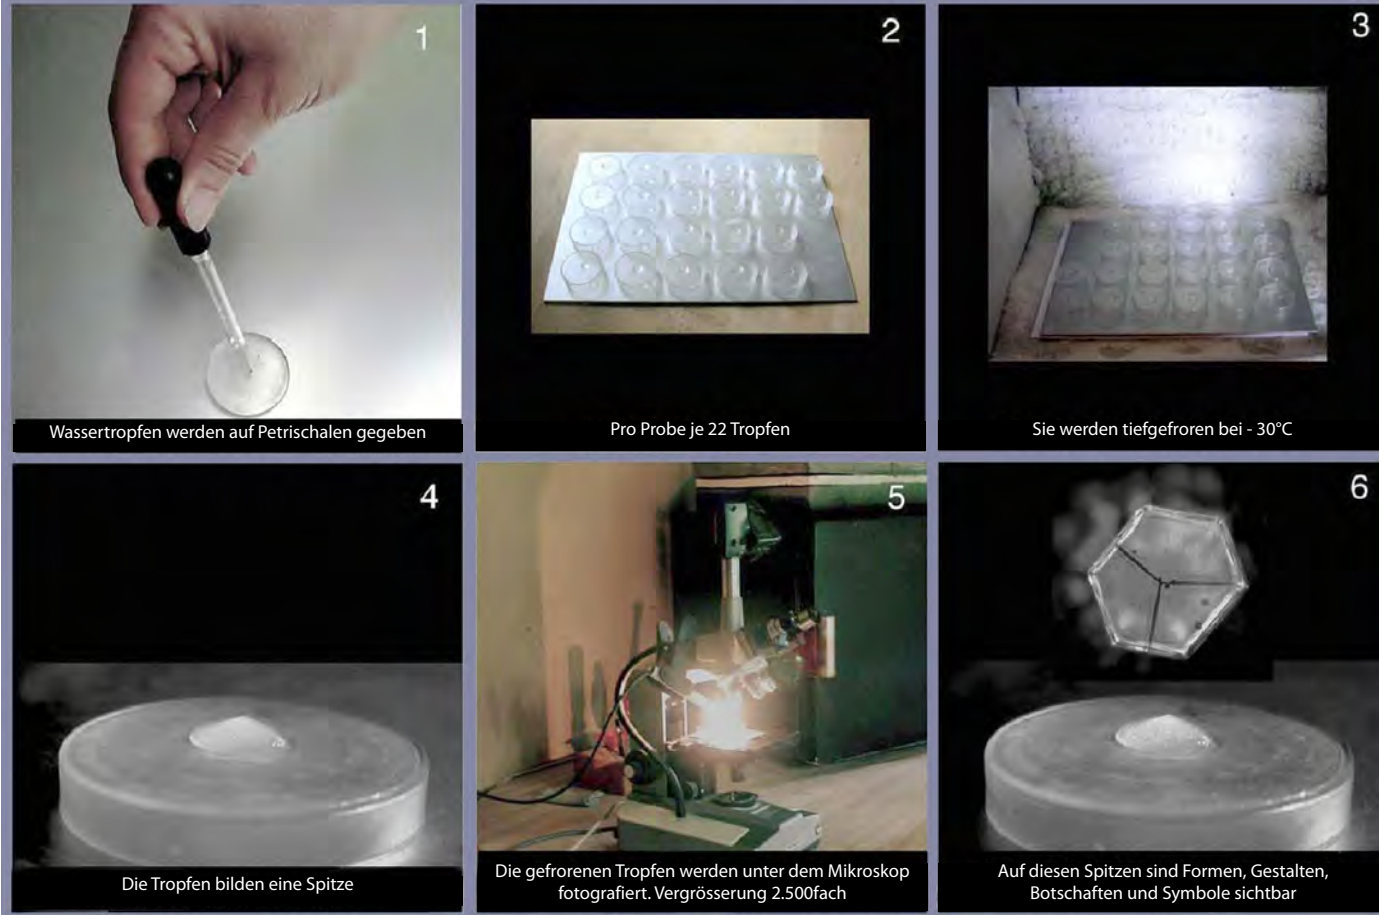 1
Wassertropfen werden auf Petrischalen gegeben
2
Pro Probe je 22 Tropfen
3
Sie werden tiefgefroren bei - 30°C
4
Die Tropfen bilden eine Spitze
5
Die gefrorenen Tropfen werden unter dem Mikroskop
fotografiert. Vergrösserung 2.500fach
6
Auf diesen Spitzen sind Formen, Gestalten,
Botschaften und Symbole sichtbar